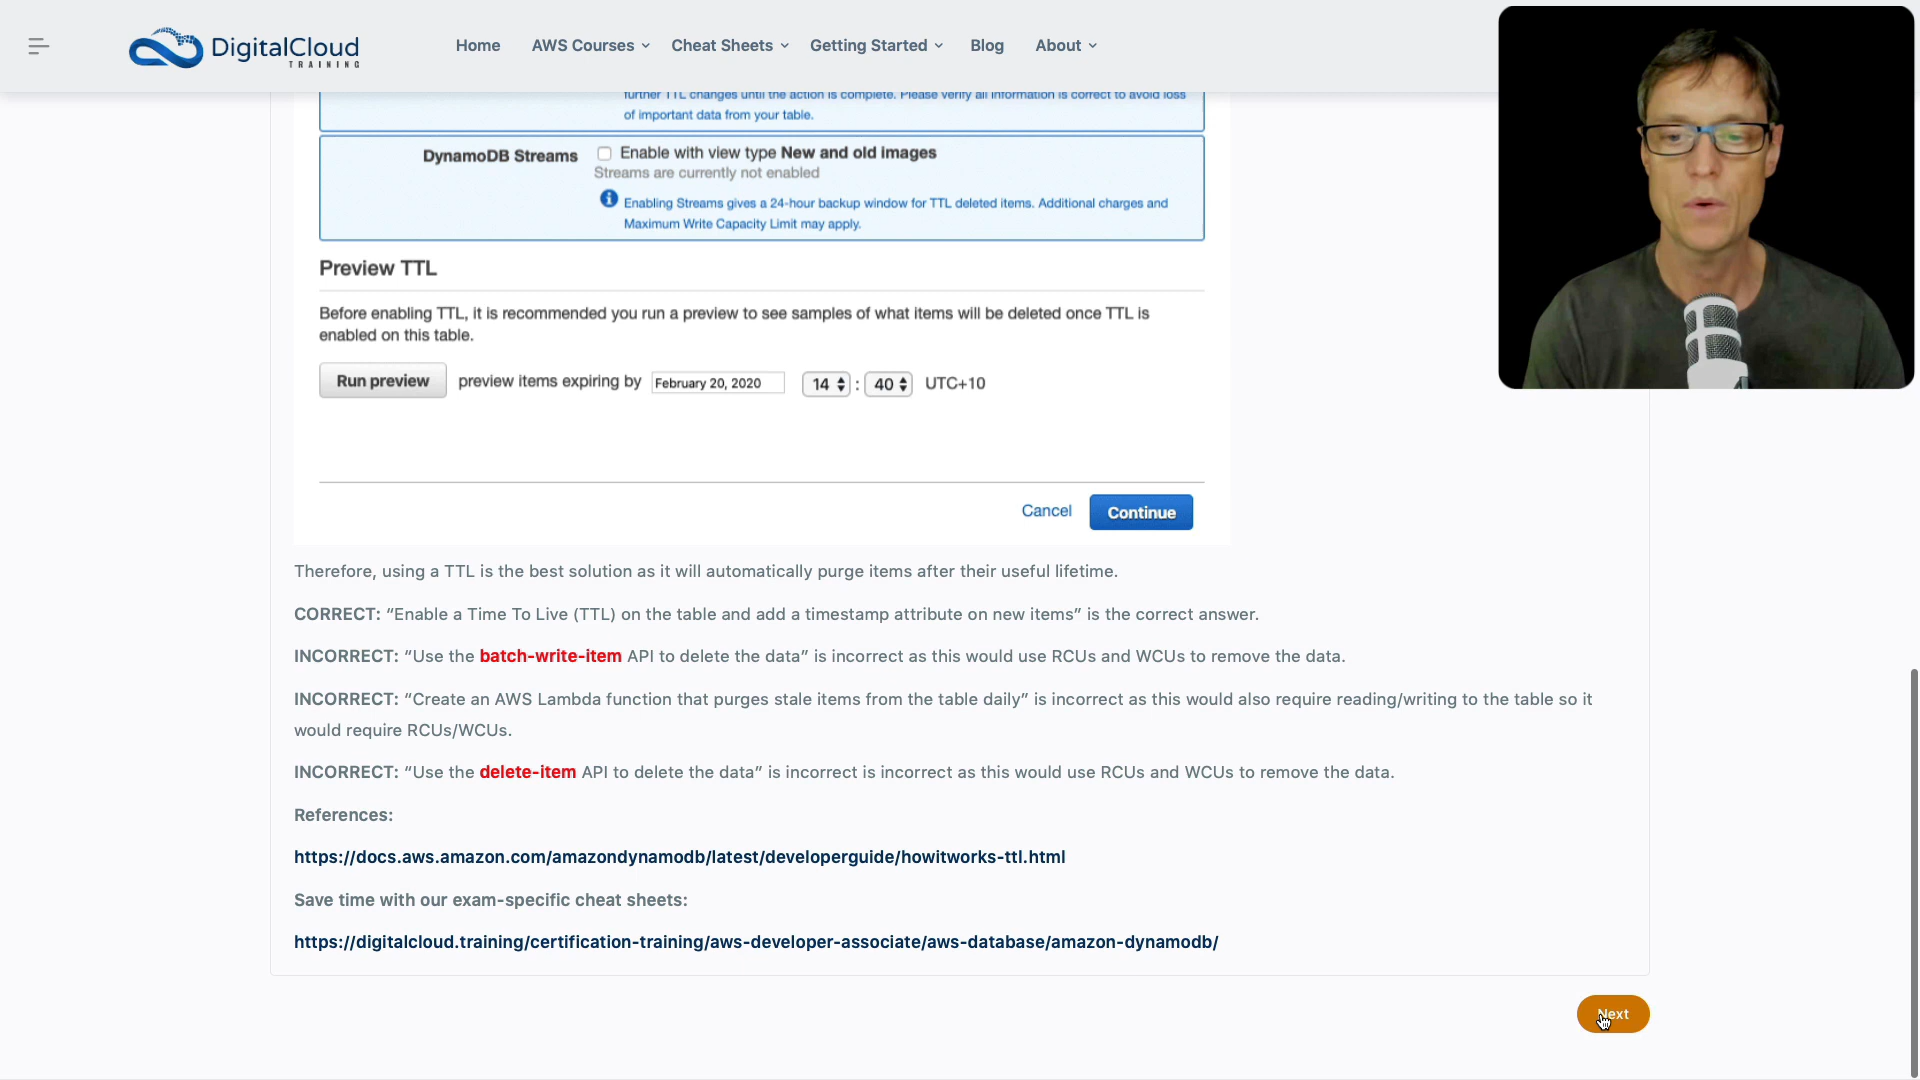 DigitalCloud
TRAINING
Home AWS Courses Cheat Sheets Getting Started Blog About
further TTL changes until the action is complete. Please verify all information is correct to avoid loss
of important data from your table.
DynamoDB Streams Enable with view type New and old images
Streams are currently not enabled
Enabling Streams gives a 24-hour backup window for TTL deleted items. Additional charges and
Maximum Write Capacity Limit may apply.
Preview TTL
Before enabling TTL, it is recommended you run a preview to see samples of what items will be deleted once TTL is
enabled on this table.
Run preview preview items expiring by February 20, 2020 14 : 40 UTC+10
Cancel Continue
Therefore, using a TTL is the best solution as it will automatically purge items after their useful lifetime.
CORRECT: “Enable a Time To Live (TTL) on the table and add a timestamp attribute on new items” is the correct answer.
INCORRECT: “Use the batch-write-item API to delete the data” is incorrect as this would use RCUs and WCUs to remove the data.
INCORRECT: “Create an AWS Lambda function that purges stale items from the table daily” is incorrect as this would also require reading/writing to the table so it
would require RCUs/WCUs.
INCORRECT: “Use the delete-item API to delete the data” is incorrect is incorrect as this would use RCUs and WCUs to remove the data.
References:
https://docs.aws.amazon.com/amazondynamodb/latest/developerguide/howitworks-ttl.html
Save time with our exam-specific cheat sheets:
https://digitalcloud.training/certification-training/aws-developer-associate/aws-database/amazon-dynamodb/
Next